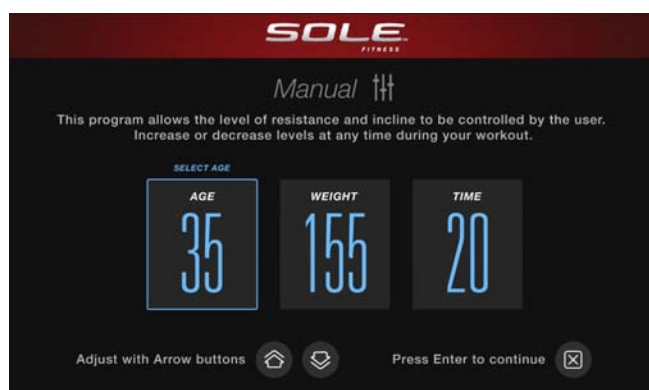 SOLE
FITNESS
Manual
This program allows the level of resistance and incline to be controlled by the user.
Increase or decrease levels at any time during your workout.
SELECT AGE
AGE
35
WEIGHT
155
TIME
20
Adjust with Arrow buttons
Press Enter to continue